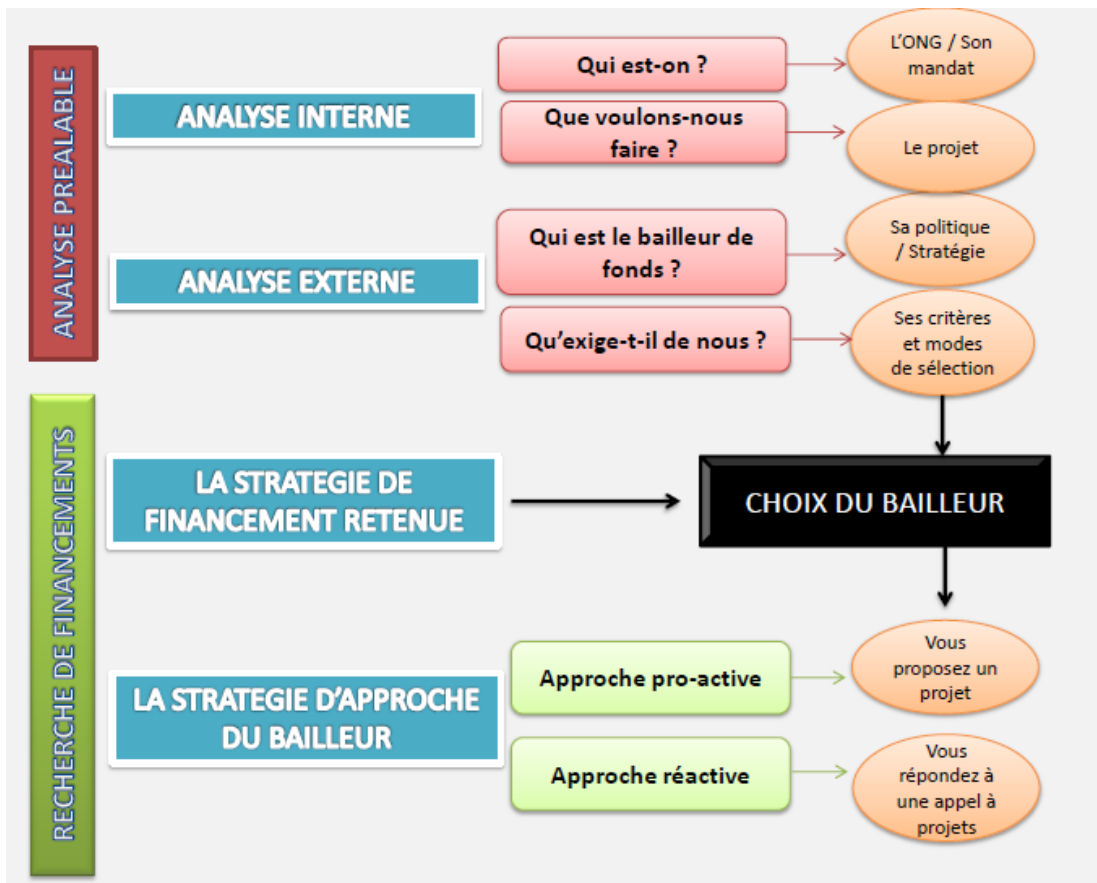 ANALYSE PREALABLE
ANALYSE INTERNE
Qui est-on ?
L'ONG / Son
mandat
Que voulons-nous
faire ?
Le projet
ANALYSE EXTERNE
Qui est le bailleur de
fonds ?
Sa politique
/ Stratégie
Qu'exige-t-il de nous ?
Ses critères
et modes
de sélection
RECHERCHE DE FINANCEMENTS
LA STRATEGIE DE
FINANCEMENT RETENUE
CHOIX DU BAILLEUR
LA STRATEGIE D'APPROCHE
DU BAILLEUR
Approche pro-active
Vous
proposez un
projet
Approche réactive
Vous
répondez à
une appel à
projets